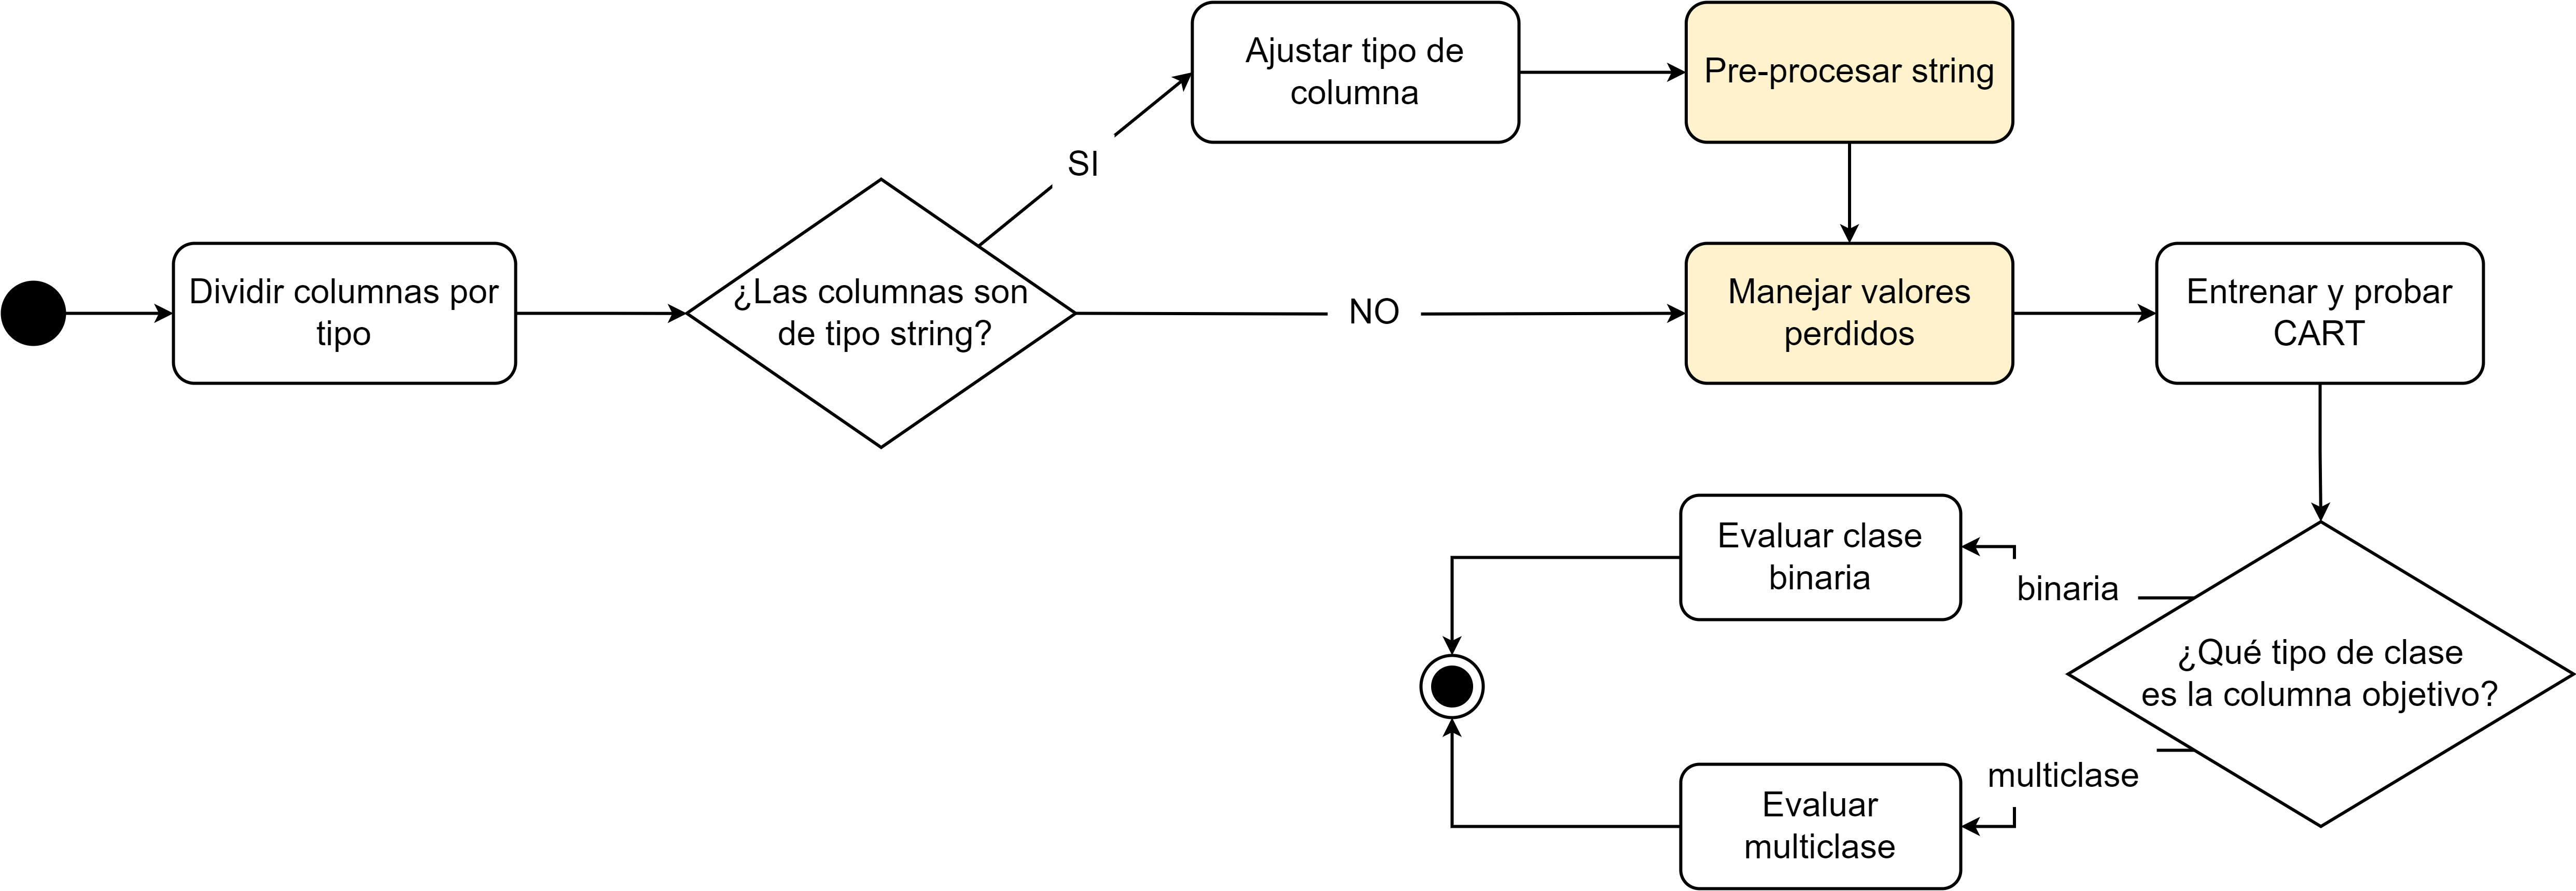 Ajustar tipo de
columna
Pre-procesar string
SI
Dividir columnas por
tipo
¿Las columnas son
de tipo string?
NO
Manejar valores
perdidos
Entrenar y probar
CART
Evaluar clase
binaria
binaria
¿Qué tipo de clase
es la columna objetivo?
multiclase
Evaluar
multiclase